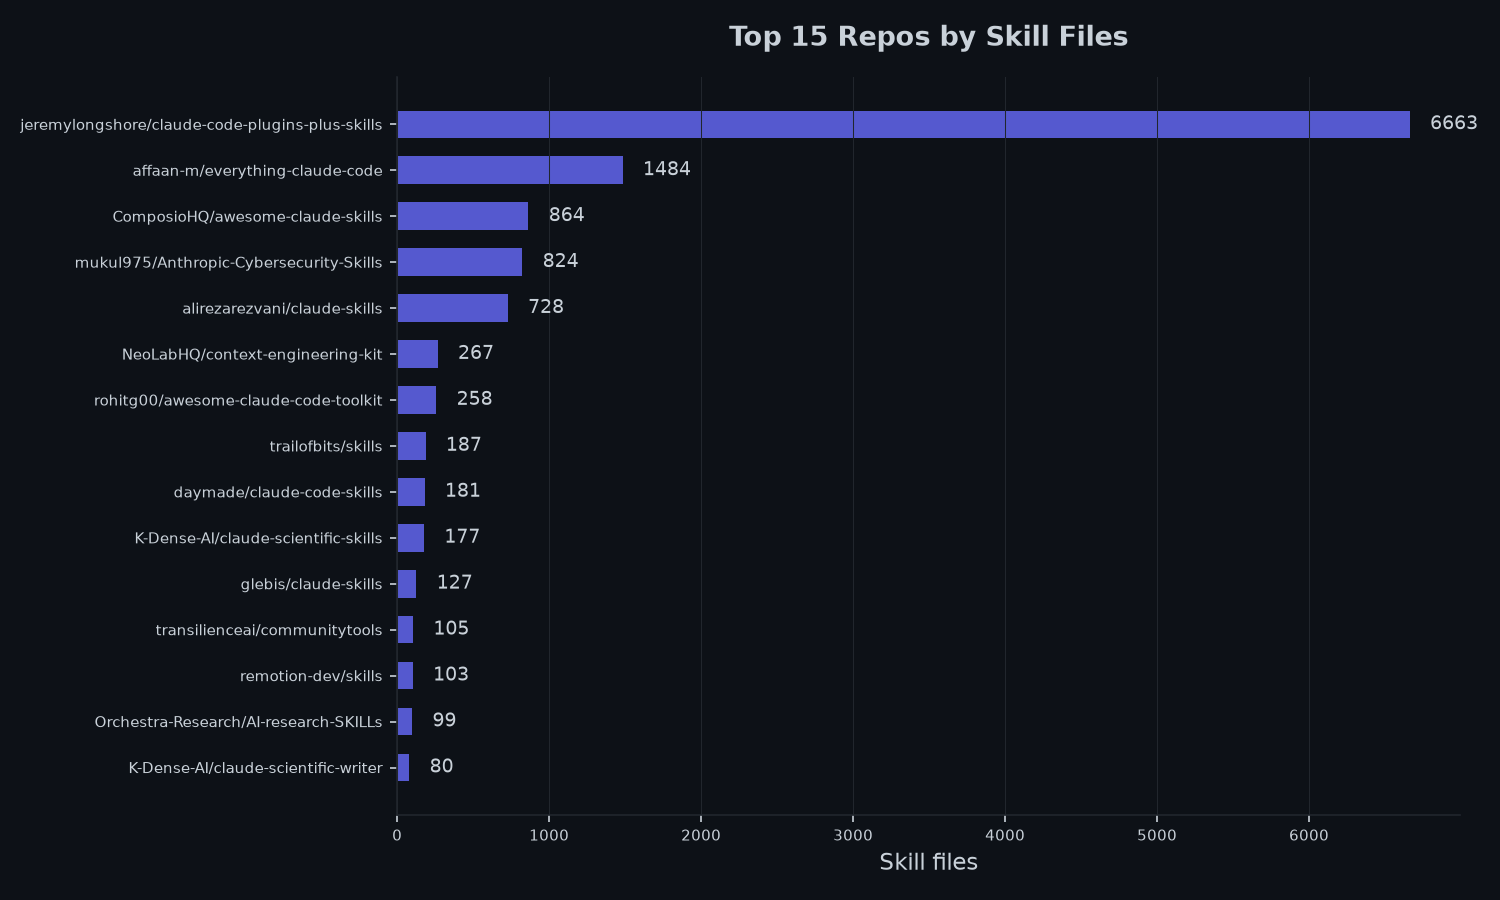 Top 15 Repos by Skill Files
jeremylongshore/claude-code-plugins-plus-skills 6663
affaan-m/everything-claude-code 1484
ComposioHQ/awesome-claude-skills 864
mukul975/Anthropic-Cybersecurity-Skills 824
alirezarezvani/claude-skills 728
NeoLabHQ/context-engineering-kit 267
rohitg00/awesome-claude-code-toolkit 258
trailofbits/skills 187
daymade/claude-code-skills 181
K-Dense-AI/claude-scientific-skills 177
glebis/claude-skills 127
transilienceai/communitytools 105
remotion-dev/skills 103
Orchestra-Research/AI-research-SKILLs 99
K-Dense-AI/claude-scientific-writer 80
0 1000 2000 3000 4000 5000 6000
Skill files